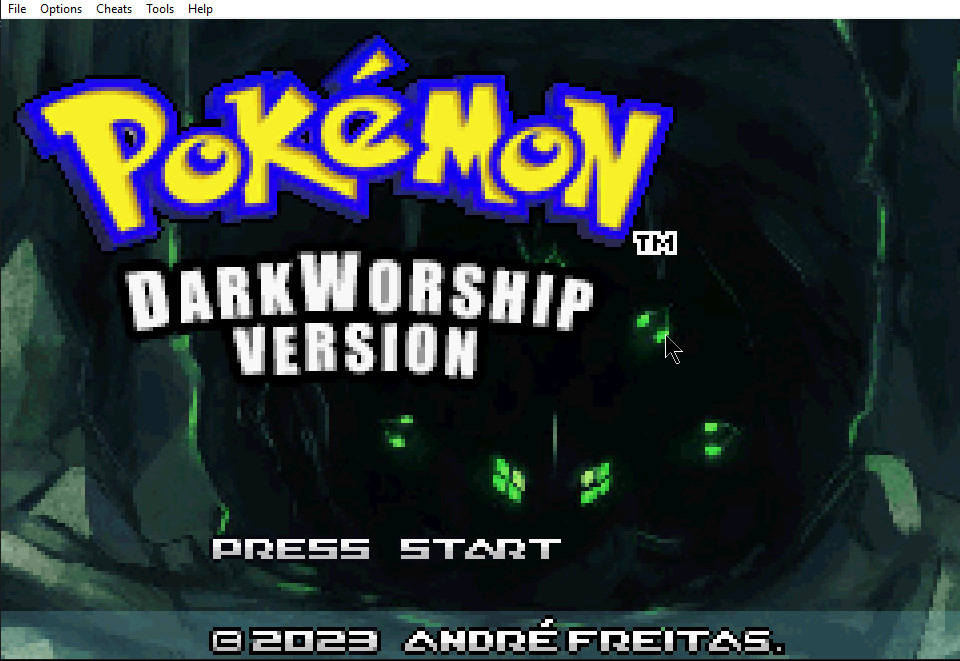 File Options Cheats Tools Help
POKéMON
TM
DARKWORSHIP
VERSION
PRESS START
© 2023 ANDRÉ FREITAS.